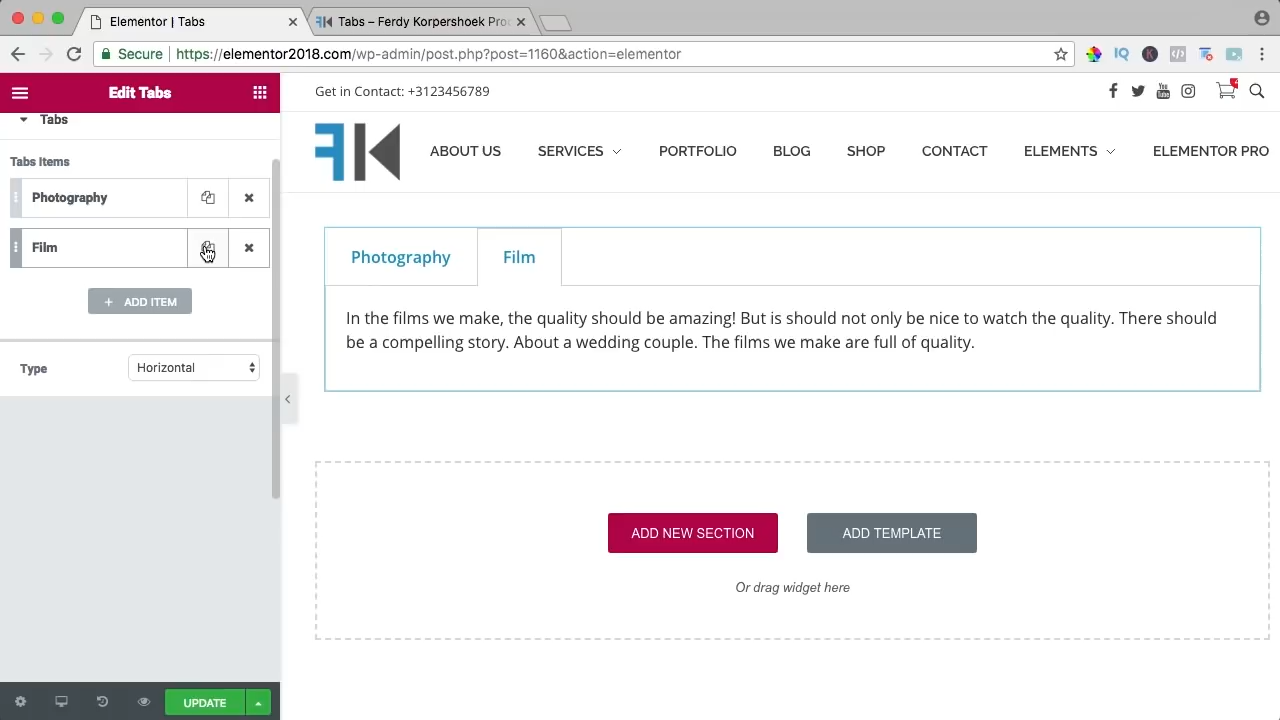 Elementor | Tabs
Tabs – Ferdy Korpershoek Pro
Secure
https://elementor2018.com/wp-admin/post.php?post=1160&action=elementor
Edit Tabs
Get in Contact: +3123456789
Tabs
FK
ABOUT US
SERVICES
PORTFOLIO
BLOG
SHOP
CONTACT
ELEMENTS
ELEMENTOR PRO
Tabs Items
Photography
Film
ADD ITEM
Type
Horizontal
Photography
Film
In the films we make, the quality should be amazing! But is should not only be nice to watch the quality. There should
be a compelling story. About a wedding couple. The films we make are full of quality.
ADD NEW SECTION
ADD TEMPLATE
Or drag widget here
UPDATE